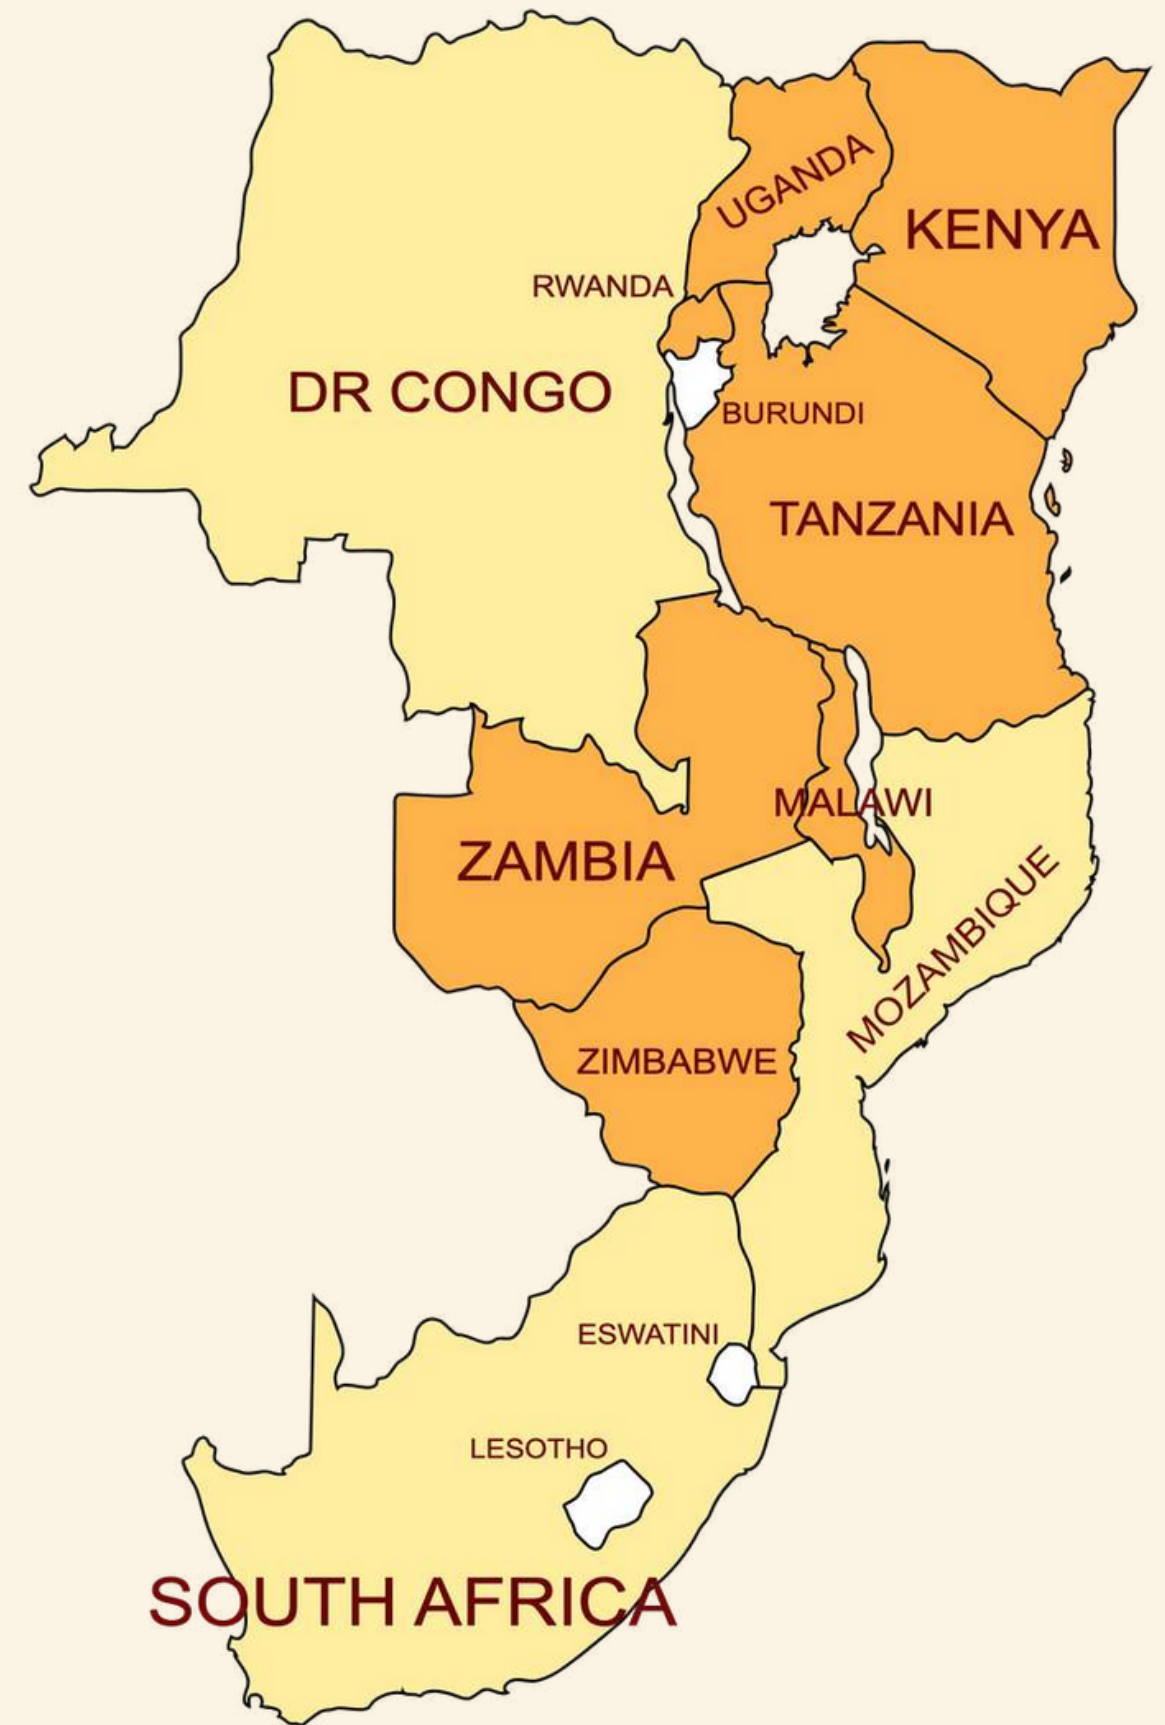 UGANDA
KENYA
RWANDA
DR CONGO
BURUNDI
TANZANIA
MALAWI
ZAMBIA
MOZAMBIQUE
ZIMBABWE
ESWATINI
LESOTHO
SOUTH AFRICA